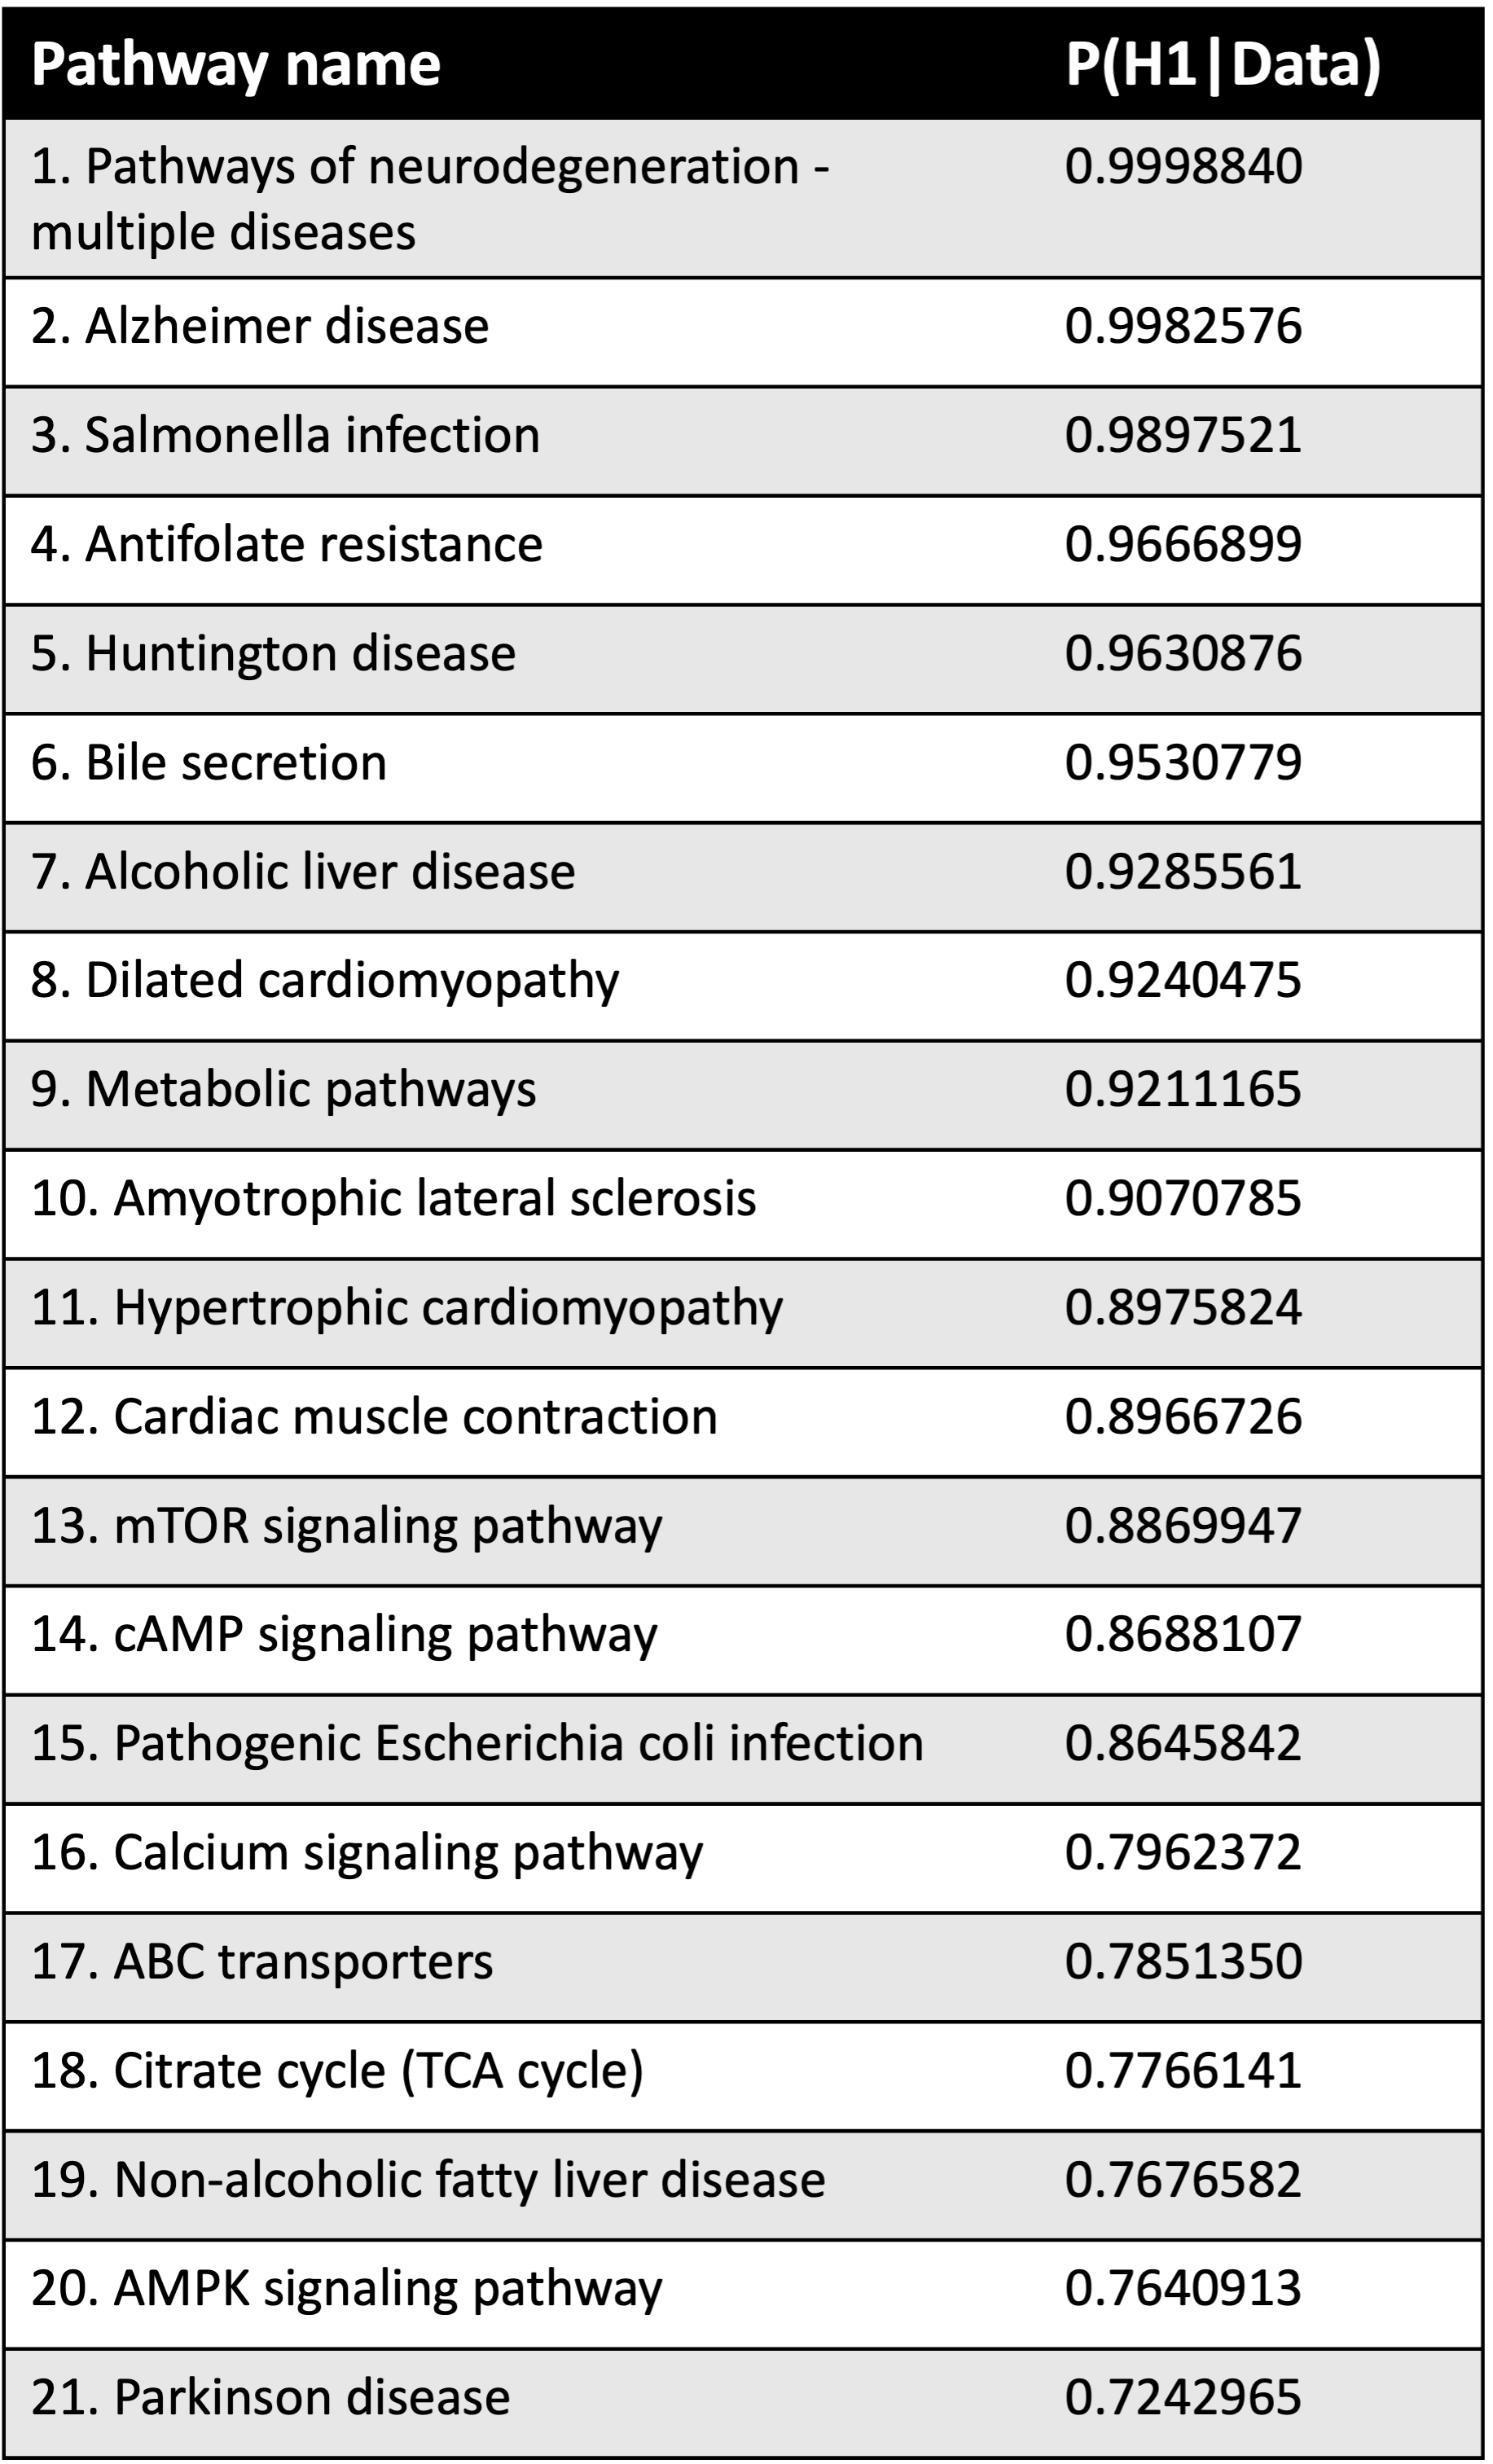 Pathway name P(H1|Data)
1. Pathways of neurodegeneration - 0.9998840
multiple diseases
2. Alzheimer disease 0.9982576
3. Salmonella infection 0.9897521
4. Antifolate resistance 0.9666899
5. Huntington disease 0.9630876
6. Bile secretion 0.9530779
7. Alcoholic liver disease 0.9285561
8. Dilated cardiomyopathy 0.9240475
9. Metabolic pathways 0.9211165
10. Amyotrophic lateral sclerosis 0.9070785
11. Hypertrophic cardiomyopathy 0.8975824
12. Cardiac muscle contraction 0.8966726
13. mTOR signaling pathway 0.8869947
14. cAMP signaling pathway 0.8688107
15. Pathogenic Escherichia coli infection 0.8645842
16. Calcium signaling pathway 0.7962372
17. ABC transporters 0.7851350
18. Citrate cycle (TCA cycle) 0.7766141
19. Non-alcoholic fatty liver disease 0.7676582
20. AMPK signaling pathway 0.7640913
21. Parkinson disease 0.7242965